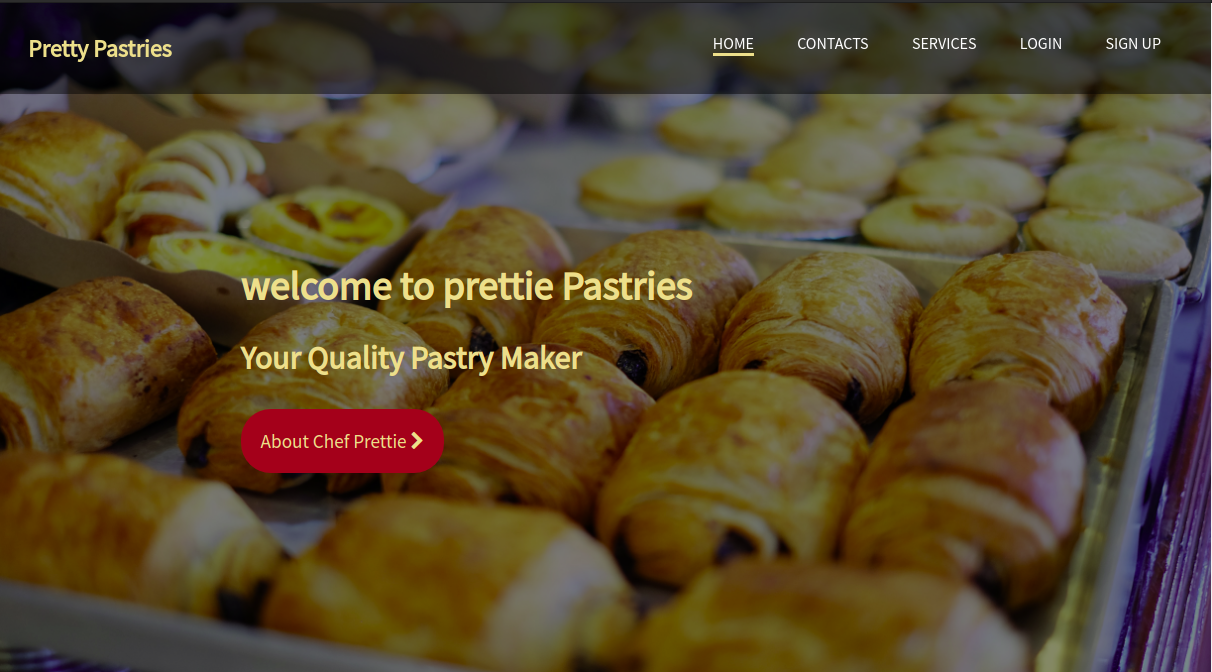 Pretty Pastries
HOME CONTACTS SERVICES LOGIN SIGN UP
welcome to prettie Pastries
Your Quality Pastry Maker
About Chef Prettie